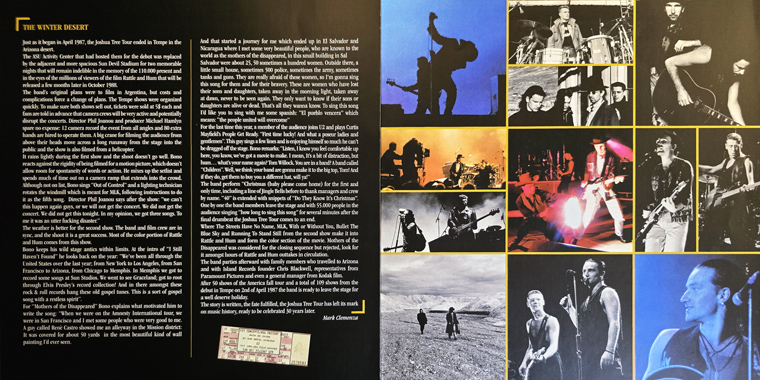 THE WINTER DESERT
Just as it began in April 1987, the Joshua Tree Tour ended in Tempe in the
Arizona desert.
The ASU Activity Center that had hosted them for the debut was replaced
by the adjacent and more spacious Sun Devil Stadium for two memorable
nights that will remain indelible in the memory of the 110.000 present and
in the eyes of the millions of viewers of the film Rattle and Hum that will be
released a few months later in October 1988.
The band's original plans were to film in Argentina, but costs and
complications force a change of plans. The Tempe shows were organized
quickly. To make sure both shows sell out, tickets were sold at 5$ each and
fans are told in advance that camera crews will be very active and potentially
disrupt the concerts. Director Phil Joanou and producer Michael Hamlyn
spare no expense: 12 camera record the event from all angles and 80 extra
hands are hired to operate them. A big crane for filming the audience from
above their heads move across a long runway from the stage into the
public and the show is also filmed from a helicopter.
It rains lightly during the first show and the shoot doesn't go well. Bono
reacts against the rigidity of being filmed for a motion picture, which doesn't
allow room for spontaneity of words or action. He mixes up the setlist and
spends much of time out on a camera ramp that extends into the crowd.
Although not on list, Bono sings "Out of Control" and a lighting technician
rotates the windmill which is meant for MLK, following instructions to do
it as the fifth song. Director Phil Joanou says after the show: "we can't
this happen again guys, or we will not get the concert. We did not get the
concert. We did not get this tonight. In my opinion, we got three songs. To
me it was an utter fucking disaster."
The weather is better for the second show. The band and film crew are in
sync, and the shoot it is a great success. Most of the color portion of Rattle
and Hum comes from this show.
Bono keeps his wild stage antics within limits. At the intro of "I Still
Haven't Found" he looks back on the year: "We've been all through the
United States over the last year; from New York to Los Angeles, from San
Francisco to Arizona, from Chicago to Memphis. In Memphis we got to
record some songs at Sun Studios. We went to see Graceland, got to root
through Elvis Presley's record collection! And in there amongst these
rock & roll records hang these old gospel tunes. This is a sort of gospel
song with a restless spirit".
For "Mothers of the Disappeared" Bono explains what motivated him to
write the song: "When we were on the Amnesty International tour, we
were in San Francisco and I met some people who were very good to me.
A guy called René Castro showed me an alleyway in the Mission district:
It was covered for about 50 yards in the most beautiful kind of wall
painting I'd ever seen.
And that started a journey for me which ended up in El Salvador and
Nicaragua where I met some very beautiful people, who are known to the
world as the mothers of the disappeared, in this small building in Sal
Salvador were about 25, 50 sometimes a hundred women. Outside there, a
little small house, sometimes 500 police, sometimes the army, sometimes
tanks and guns. They are really afraid of these women, so I'm gonna sing
this song for them and for their bravery. These are women who have lost
their sons and daughters, taken away in the morning light, taken away
at dawn, never to be seen again. They only want to know if their sons or
daughters are alive or dead. That's all they wanna know. To sing this song
I'd like you to sing with me some spanish: "El pueblo vencera" which
means: "the people will overcome"
For the last time this year, a member of the audience joins U2 and plays Curtis
Mayfield's People Get Ready. "First time lucky! And what a poseur ladies and
gentlemen". This guy sings a few lines and is enjoying himself so much he can't
be dragged off the stage. Bono remarks: "Listen, I know you feel comfortable up
here, you know, we've got a movie to make. I mean, It's a bit of distraction, but
hum… what's your name again? Tom Willock. You are in a band? A band called
"Children". Well, we think your band are gonna make it to the big top, Tom! And
if they do, get them to buy you a different hat, will ya"
The band perform "Christmas (baby please come home) for the first and
only time, including a line of Jingle Bells before to thank managers and crew
by name. "40" is extended with snippets of "Do They Know It's Christmas".
One by one the band members leave the stage and with 55.000 people in the
audience singing "how long to sing this song" for several minutes after the
final drumbeat the Joshua Tree Tour comes to an end.
Where The Streets Have No Name, MLK, With or Without You, Bullet The
Blue Sky and Running To Stand Still from the second show make it into
Rattle and Hum and form the color section of the movie. Mothers of the
Disappeared was considered for the closing sequence but rejected, look for
it amongst hours of Rattle and Hum outtakes in circulation.
The band parties afterward with family members who travelled to Arizona
and with Island Records founder Chris Blackwell, representatives from
Paramount Pictures and even a general manager from Kodak film.
After 50 shows of the America fall tour and a total of 109 shows from the
debut in Tempe on 2nd of April 1987 the band is ready to leave the stage for
a well deserve holiday.
The story is written, the fate fulfilled, the Joshua Tree Tour has left its mark
on music history, ready to be celebrated 30 years later.
Mark Clemenza